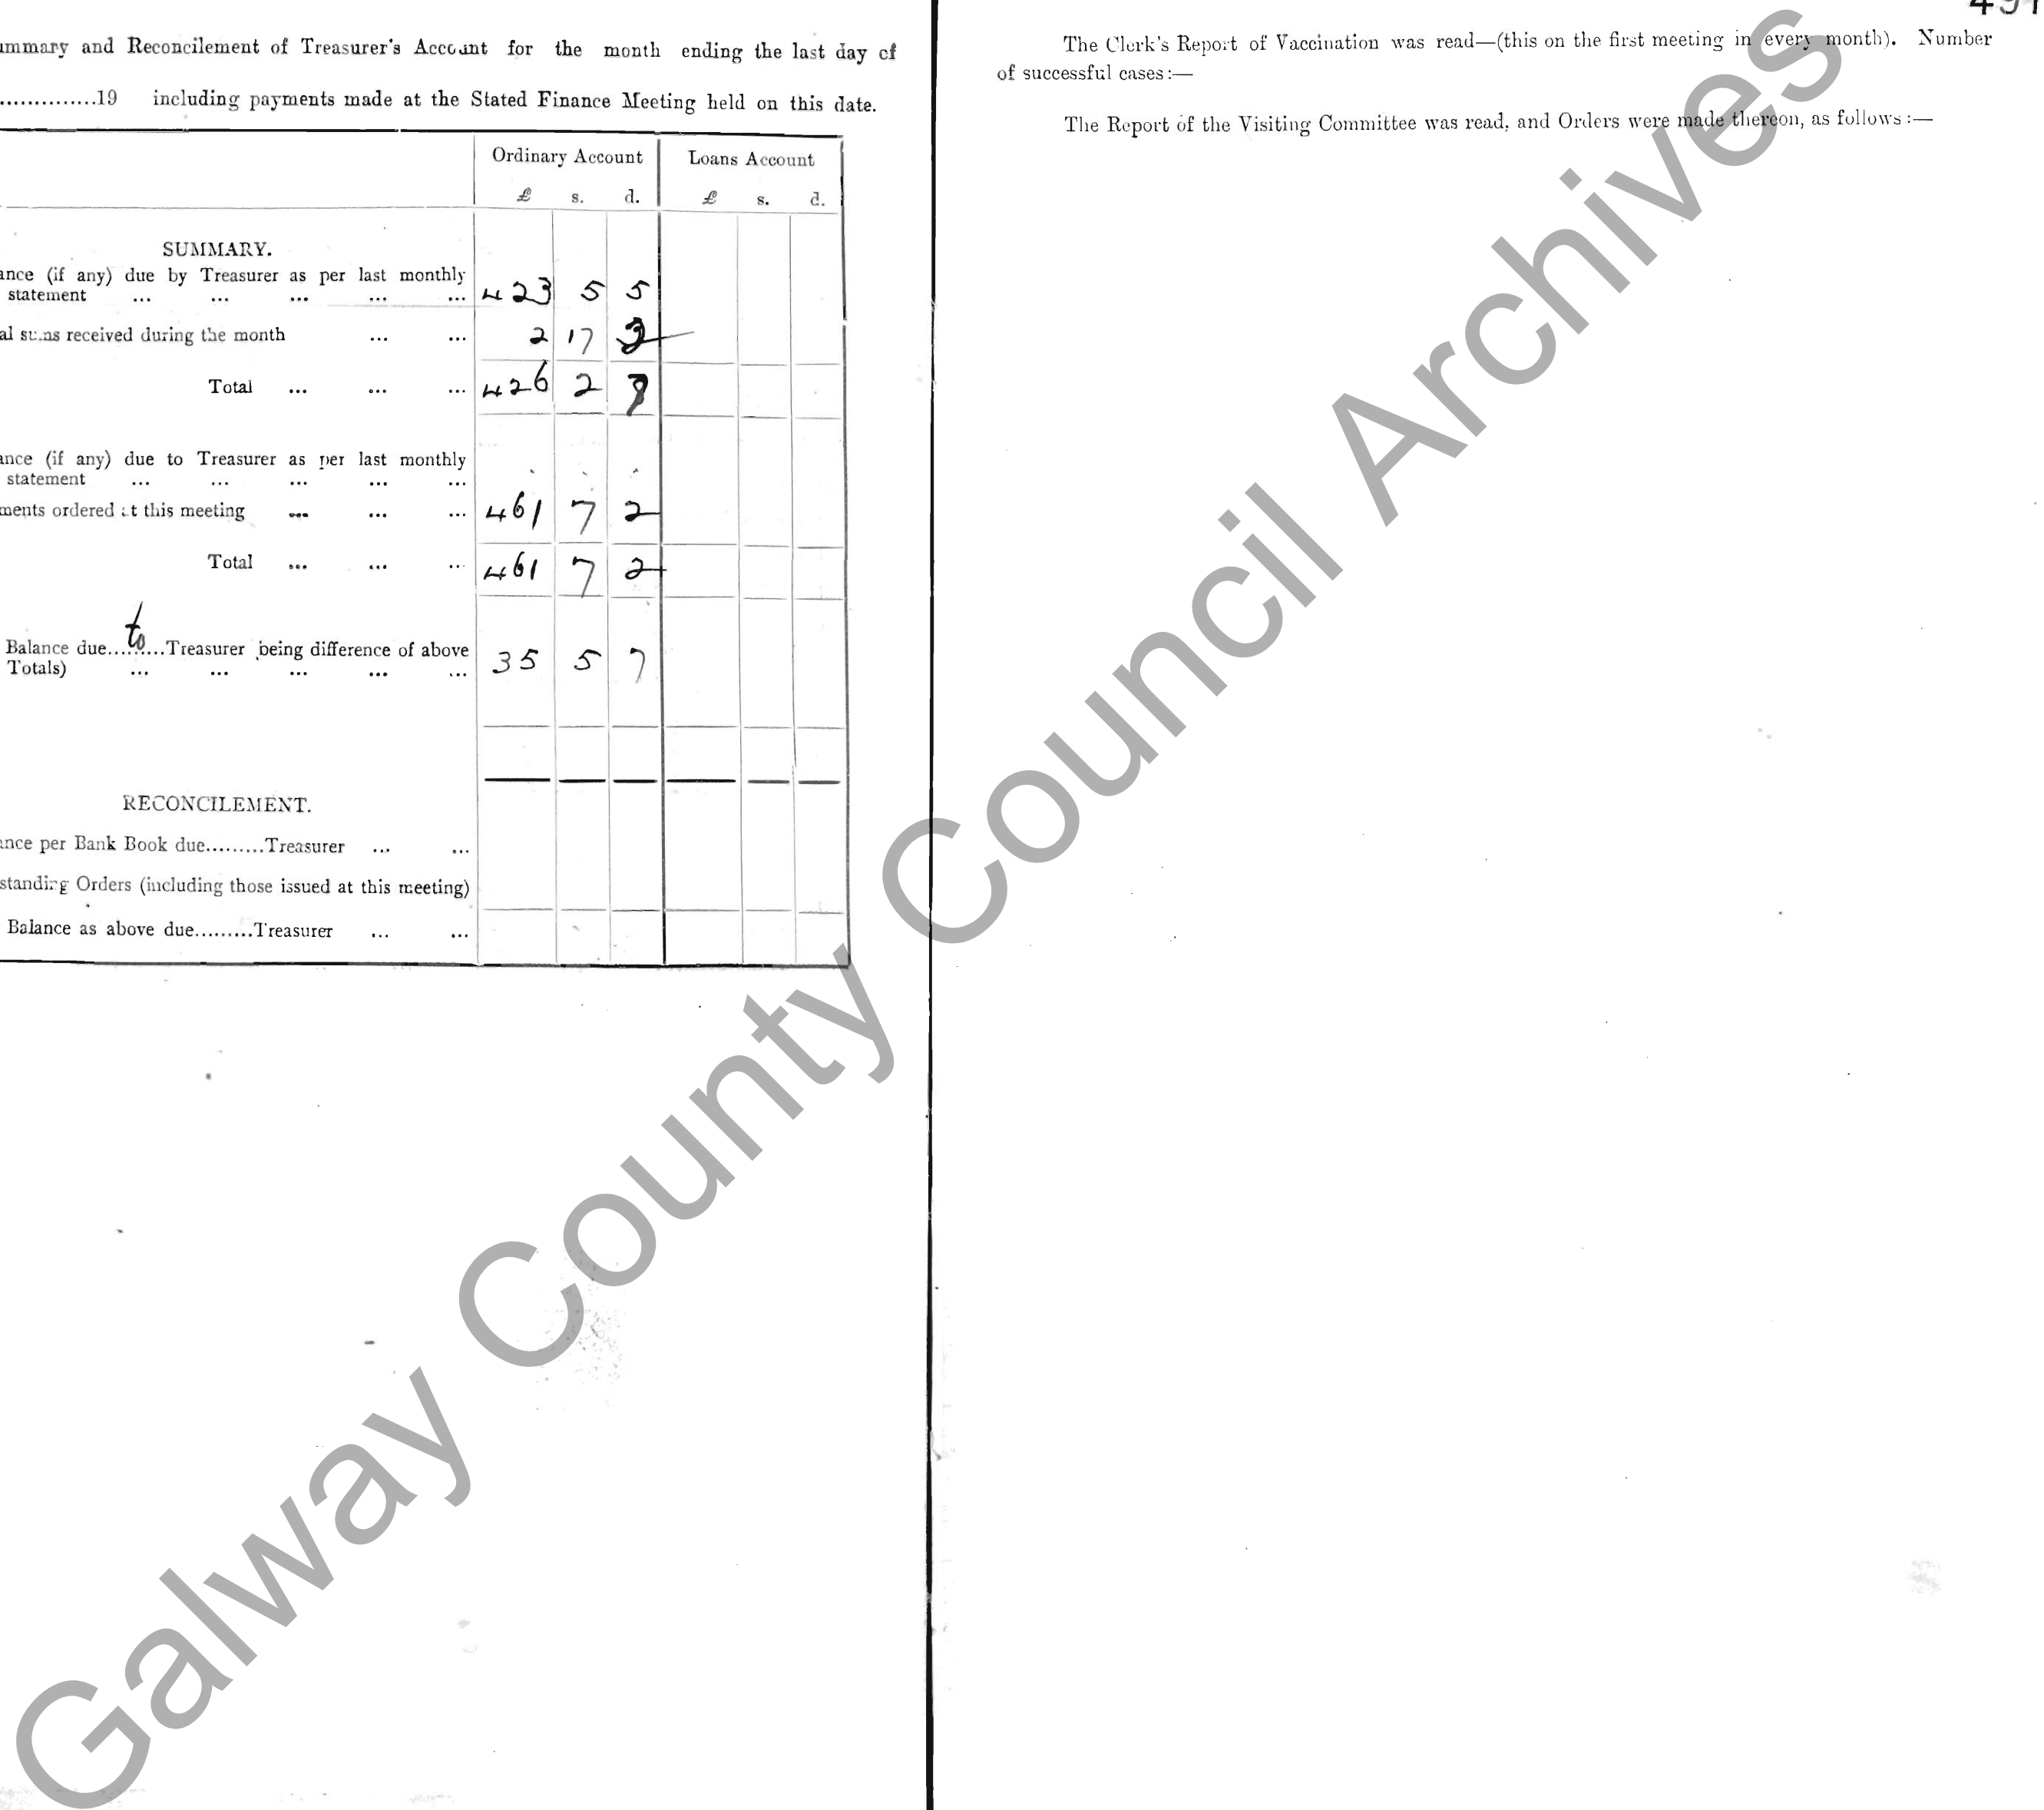 ummary and Reconcilement of Treasurer's Account for the month ending the last day of
..............19 including payments made at the Stated Finance Meeting held on this date.
Ordinary Account Loans Account
£ s. d. £ s. d.
SUMMARY.
ance (if any) due by Treasurer as per last monthly
statement ... ... ... ... ... 423 5 5
al sums received during the month ... ... 2 17
Total ... ... ... 426 2
ance (if any) due to Treasurer as per last monthly
statement ... ... ... ... ...
ments ordered at this meeting ... ... ... 461 7 2
Total ... ... ... 461 7 2
Balance due...to...Treasurer being difference of above
Totals) ... ... ... ... ... 35 5 7
RECONCILEMENT.
ance per Bank Book due.........Treasurer ... ...
standing Orders (including those issued at this meeting)
Balance as above due.........Treasurer ... ...
The Clerk's Report of Vaccination was read—(this on the first meeting in every month). Number
of successful cases:—
The Report of the Visiting Committee was read, and Orders were made thereon, as follows:—
Galway County Council Archives